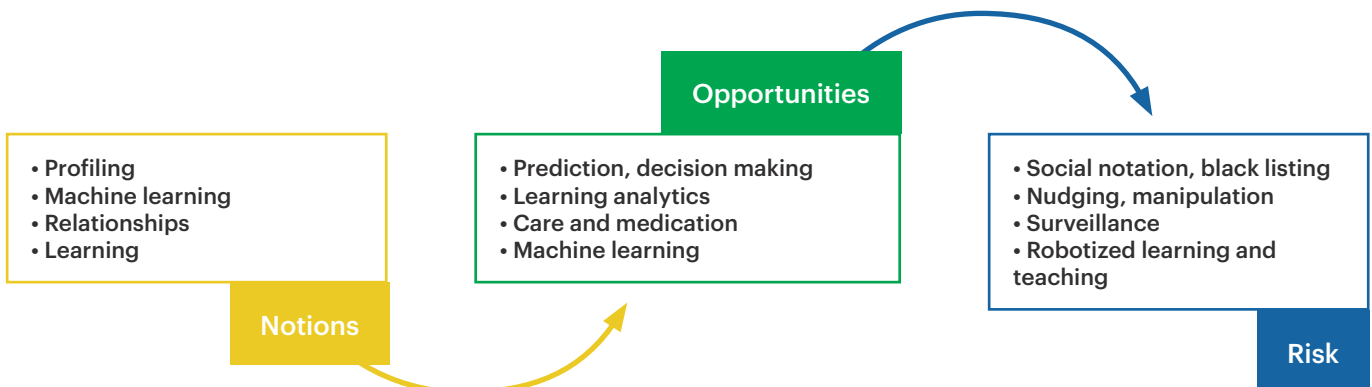 • Profiling
• Machine learning
• Relationships
• Learning
Notions
Opportunities
• Prediction, decision making
• Learning analytics
• Care and medication
• Machine learning
• Social notation, black listing
• Nudging, manipulation
• Surveillance
• Robotized learning and
teaching
Risk